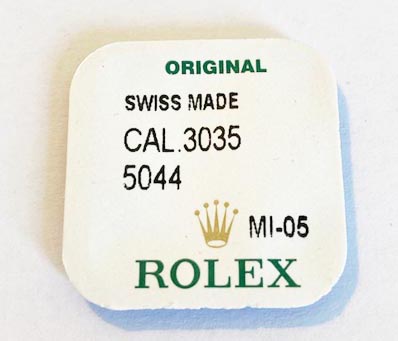 ORIGINAL
SWISS MADE
CAL.3035
5044
MI-05
ROLEX